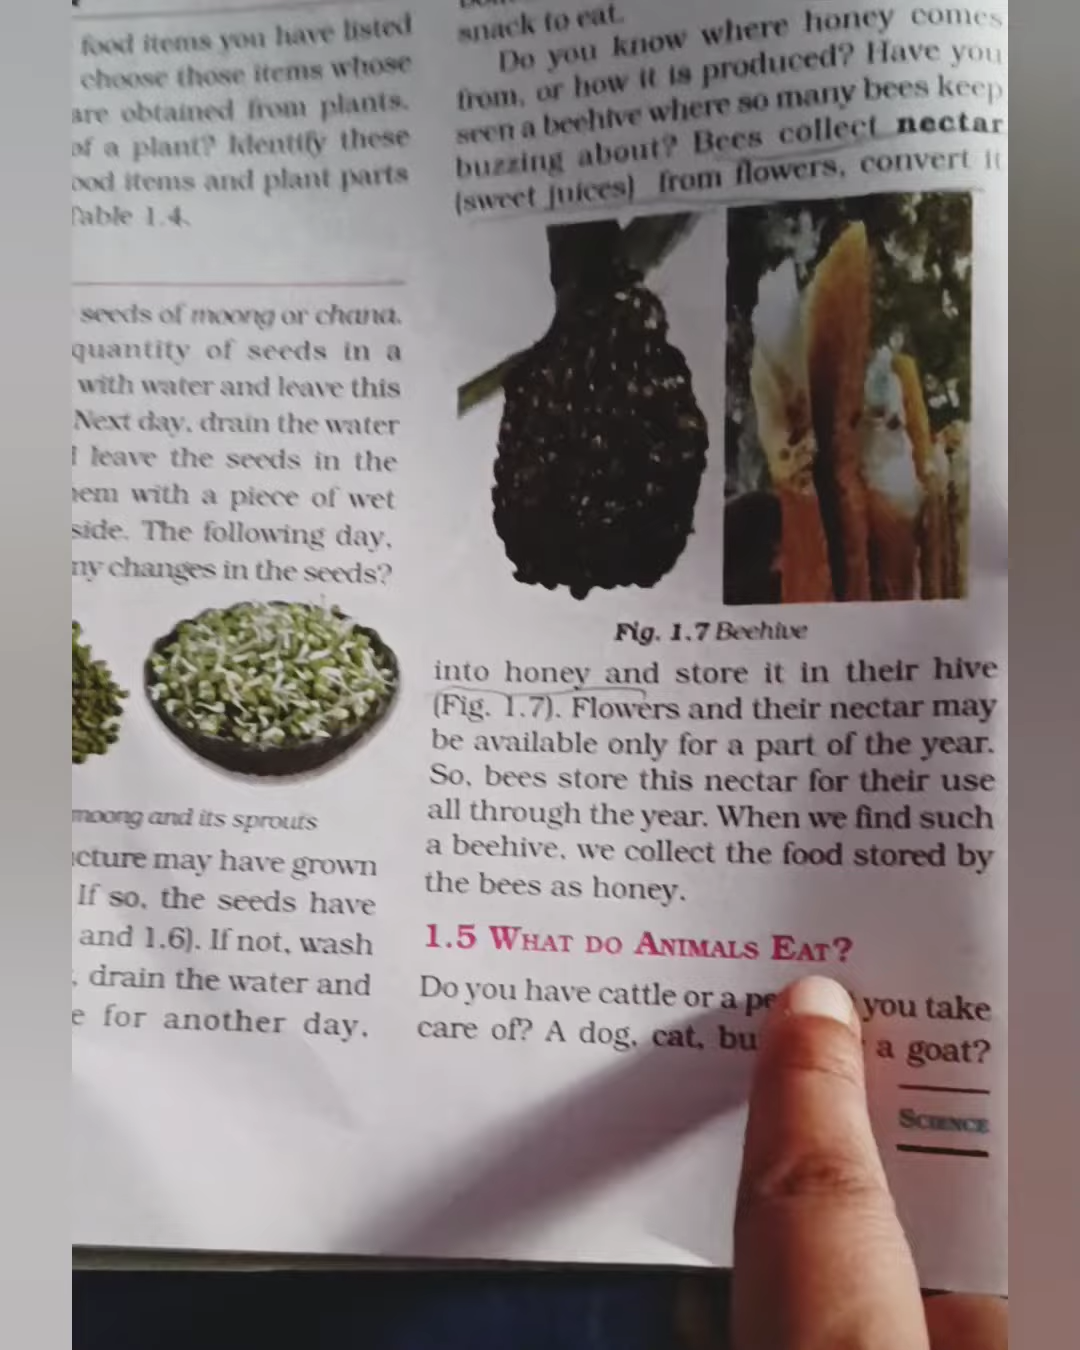 food items you have listed
choose those items whose
are obtained from plants.
of a plant? Identify these
ood items and plant parts
Table 1.4.
seeds of moong or chana.
quantity of seeds in a
with water and leave this
Next day, drain the water
leave the seeds in the
em with a piece of wet
side. The following day,
ny changes in the seeds?
moong and its sprouts
cture may have grown
If so, the seeds have
and 1.6). If not, wash
, drain the water and
e for another day.
snack to eat.
Do you know where honey comes
from, or how it is produced? Have you
seen a beehive where so many bees keep
buzzing about? Bees collect nectar
(sweet juices) from flowers, convert it
Fig. 1.7 Beehive
into honey and store it in their hive
(Fig. 1.7). Flowers and their nectar may
be available only for a part of the year.
So, bees store this nectar for their use
all through the year. When we find such
a beehive, we collect the food stored by
the bees as honey.
1.5 WHAT DO ANIMALS EAT?
Do you have cattle or a pe you take
care of? A dog, cat, bu a goat?
SCIENCE